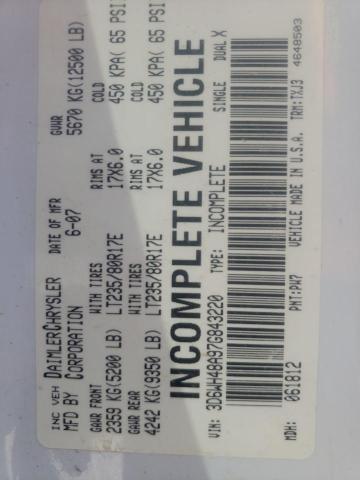 INC VEH DAIMLERCHRYSLER DATE OF MFR GVWR
MFD BY CORPORATION 6-07 5670 KG(12500 LB)
GAWR FRONT WITH TIRES RIMS AT COLD
2359 KG(5200 LB) LT235/80R17E 17X6.0 450 KPA( 65 PSI
GAWR REAR WITH TIRES RIMS AT COLD
4242 KG(9350 LB) LT235/80R17E 17X6.0 450 KPA( 65 PSI
INCOMPLETE VEHICLE
VIN: 3D6WH48A97G843220 TYPE: INCOMPLETE SINGLE DUAL X
MDH: 061812 PNT:PW7 VEHICLE MADE IN U.S.A. TRM:TXJ3 4648503